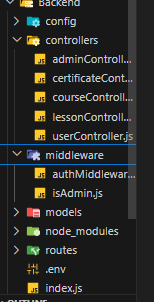 Backend
config
controllers
adminControll...
certificateCont...
courseControll...
lessonControll...
userController.js
middleware
authMiddlewar...
isAdmin.js
models
node_modules
routes
.env
index.js